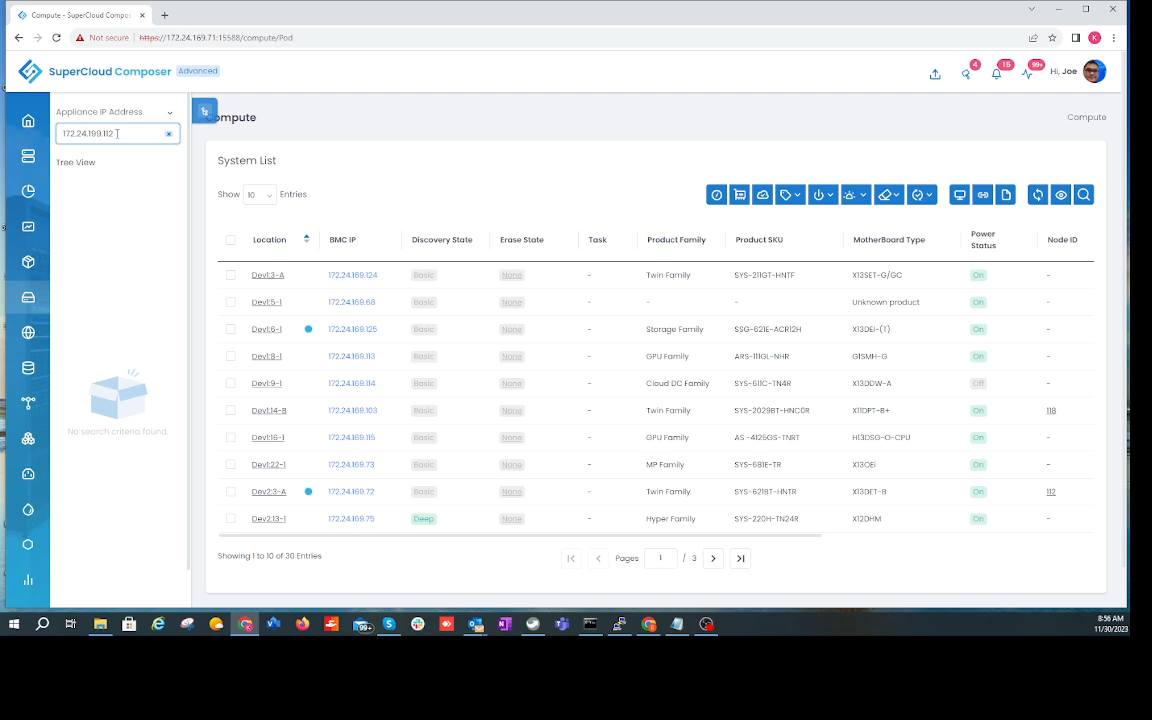 Compute - SuperCloud Compos
Not secure https://172.24.169.71:15588/compute/Pod
K
SuperCloud Composer Advanced
4 15 99+ Hi, Joe
Appliance IP Address
172.24.199.112
Tree View
No search criteria found.
Compute Compute
System List
Show 10 Entries
Location BMC IP Discovery State Erase State Task Product Family Product SKU MotherBoard Type Power Status Node ID
Dev1:3-A 172.24.169.124 Basic None - Twin Family SYS-211GT-HNTF X13SET-G/GC On -
Dev1:5-1 172.24.169.68 Basic None - - - Unknown product On -
Dev1:6-1 172.24.169.125 Basic None - Storage Family SSG-621E-ACR12H X13DEI-(T) On -
Dev1:8-1 172.24.169.113 Basic None - GPU Family ARS-111GL-NHR G1SMH-G On -
Dev1:9-1 172.24.169.114 Basic None - Cloud DC Family SYS-611C-TN4R X13DDW-A Off -
Dev1:14-B 172.24.169.103 Basic None - Twin Family SYS-2029BT-HNC0R X11DPT-B+ On 118
Dev1:16-1 172.24.169.115 Basic None - GPU Family AS -4125GS-TNRT H13DSG-O-CPU On -
Dev1:22-1 172.24.169.73 Basic None - MP Family SYS-681E-TR X13OEi On -
Dev2:3-A 172.24.169.72 Basic None - Twin Family SYS-621BT-HNTR X13DET-B On 112
Dev2:13-1 172.24.169.75 Deep None - Hyper Family SYS-220H-TN24R X12DHM On -
Showing 1 to 10 of 30 Entries Pages 1 / 3
99+
8:56 AM
11/30/2023